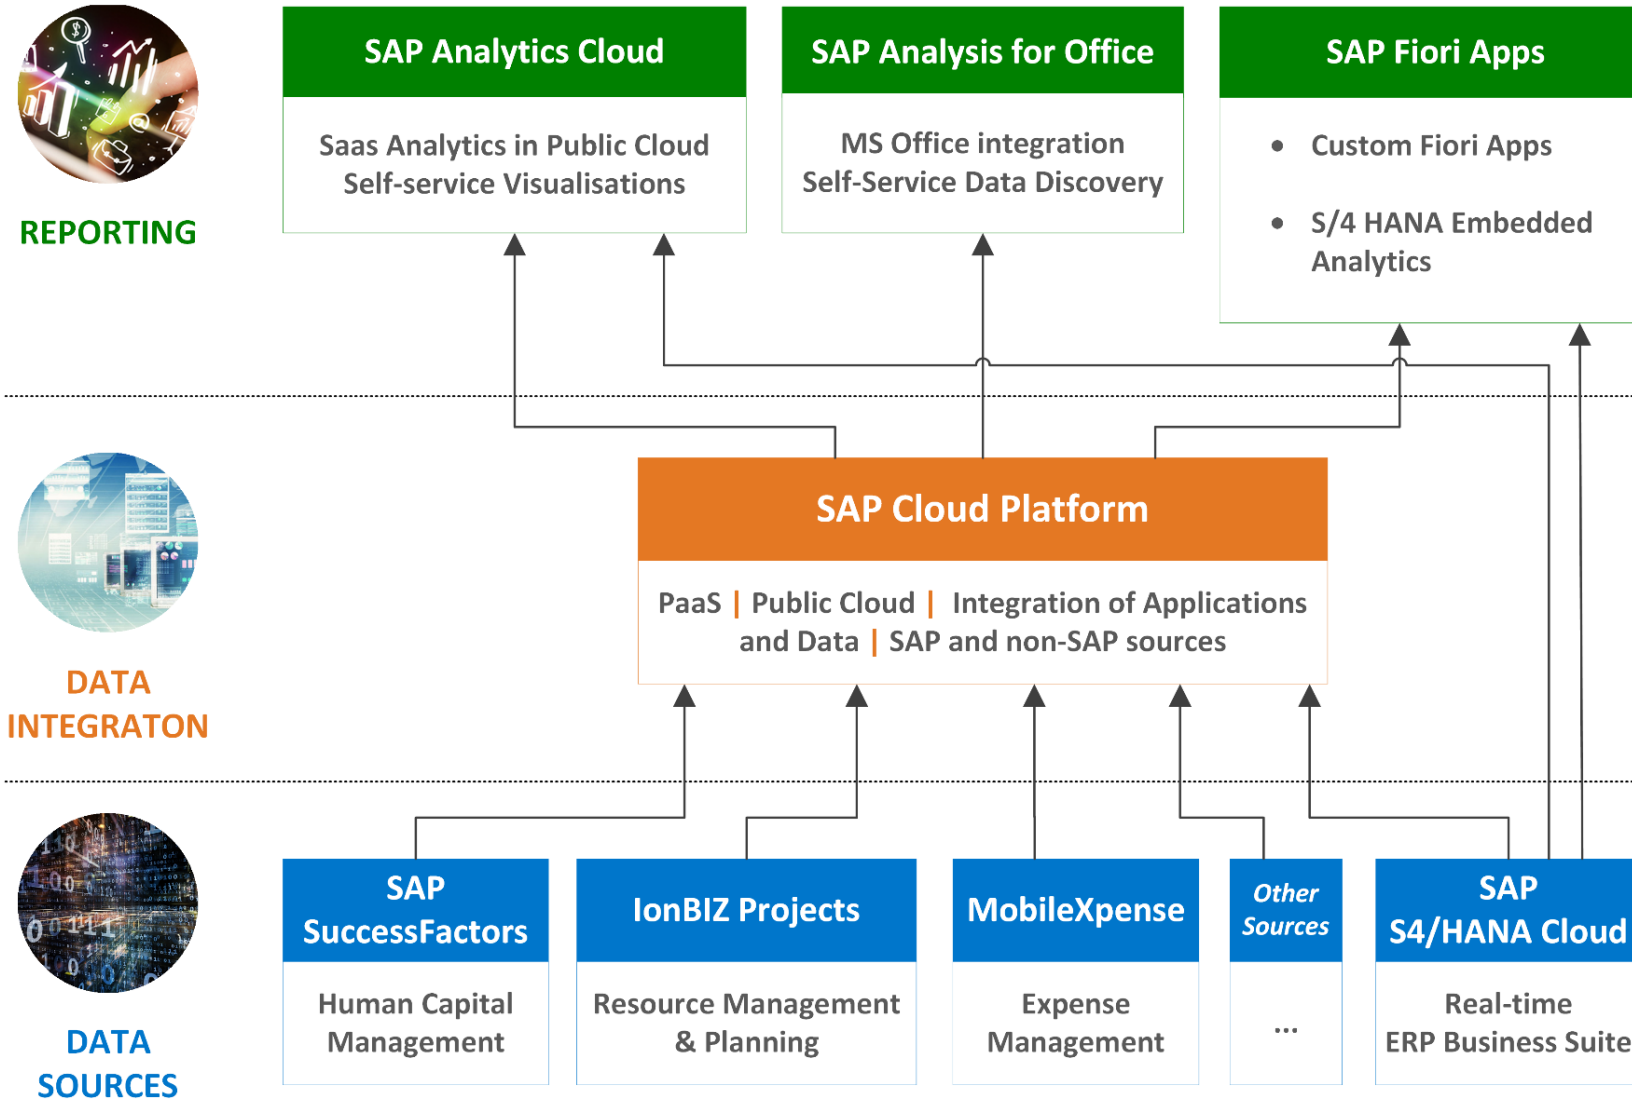 SAP Analytics Cloud
Saas Analytics in Public Cloud
Self-service Visualisations
SAP Analysis for Office
MS Office integration
Self-Service Data Discovery
SAP Fiori Apps
• Custom Fiori Apps
• S/4 HANA Embedded
Analytics
REPORTING
SAP Cloud Platform
PaaS | Public Cloud | Integration of Applications
and Data | SAP and non-SAP sources
DATA
INTEGRATON
SAP
SuccessFactors
Human Capital
Management
IonBIZ Projects
Resource Management
& Planning
MobileXpense
Expense
Management
Other
Sources
...
SAP
S4/HANA Cloud
Real-time
ERP Business Suite
DATA
SOURCES